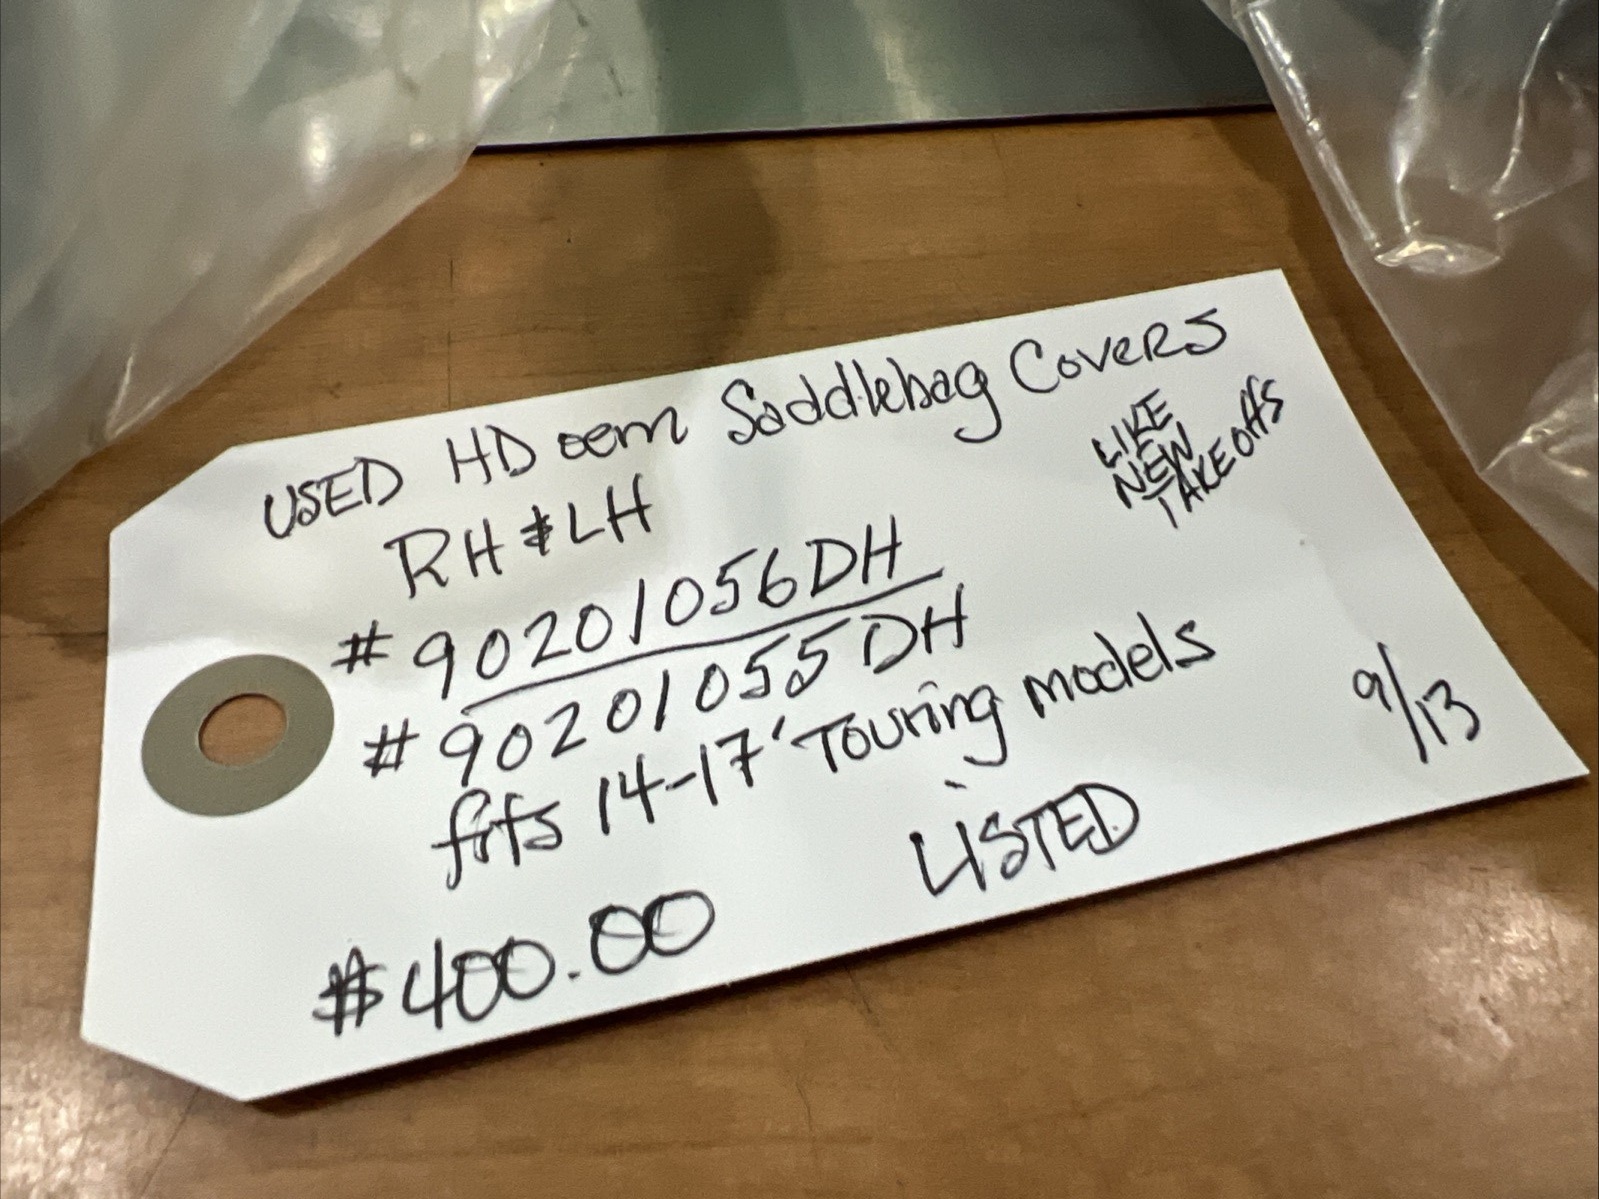 USED HD oem Saddlebag Covers
RH & LH
LIKE
NEW
TAKEOffS
#90201056DH
#90201055DH
fits 14-17' Touring models
9/13
LISTED
$400.00